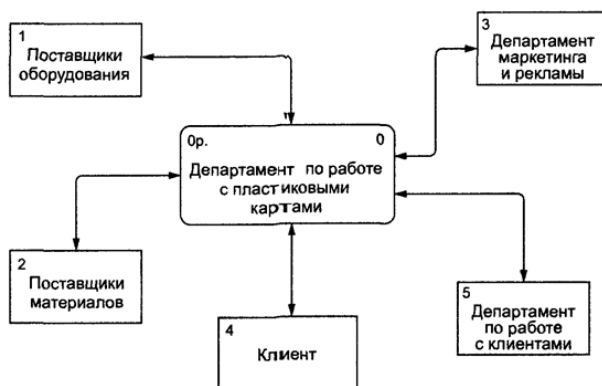 1
Поставщики
оборудования
3
Департамент
маркетинга
и рекламы
0р. 0
Департамент по работе
с пластиковыми
картами
2
Поставщики
материалов
4
Клиент
5
Департамент
по работе
с клиентами